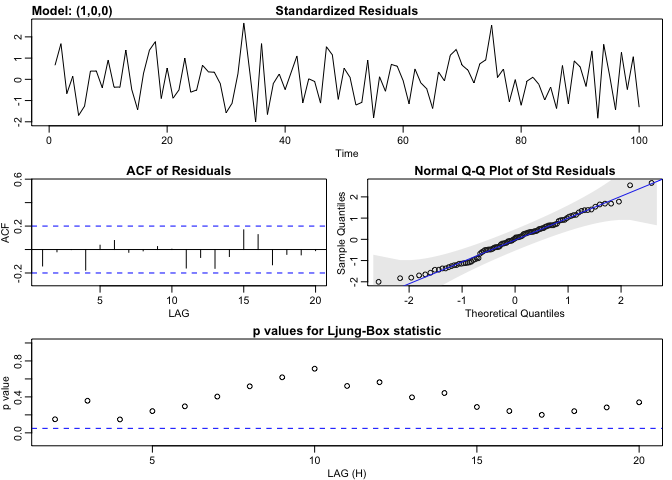 Model: (1,0,0) Standardized Residuals
2
1
0
-1
-2
0 20 40 60 80 100
Time
ACF of Residuals
ACF
0.6
0.2
-0.2
5 10 15 20
LAG
Normal Q-Q Plot of Std Residuals
Sample Quantiles
2
1
0
-1
-2
-2 -1 0 1 2
Theoretical Quantiles
p values for Ljung-Box statistic
p value
0.8
0.4
0.0
5 10 15 20
LAG (H)